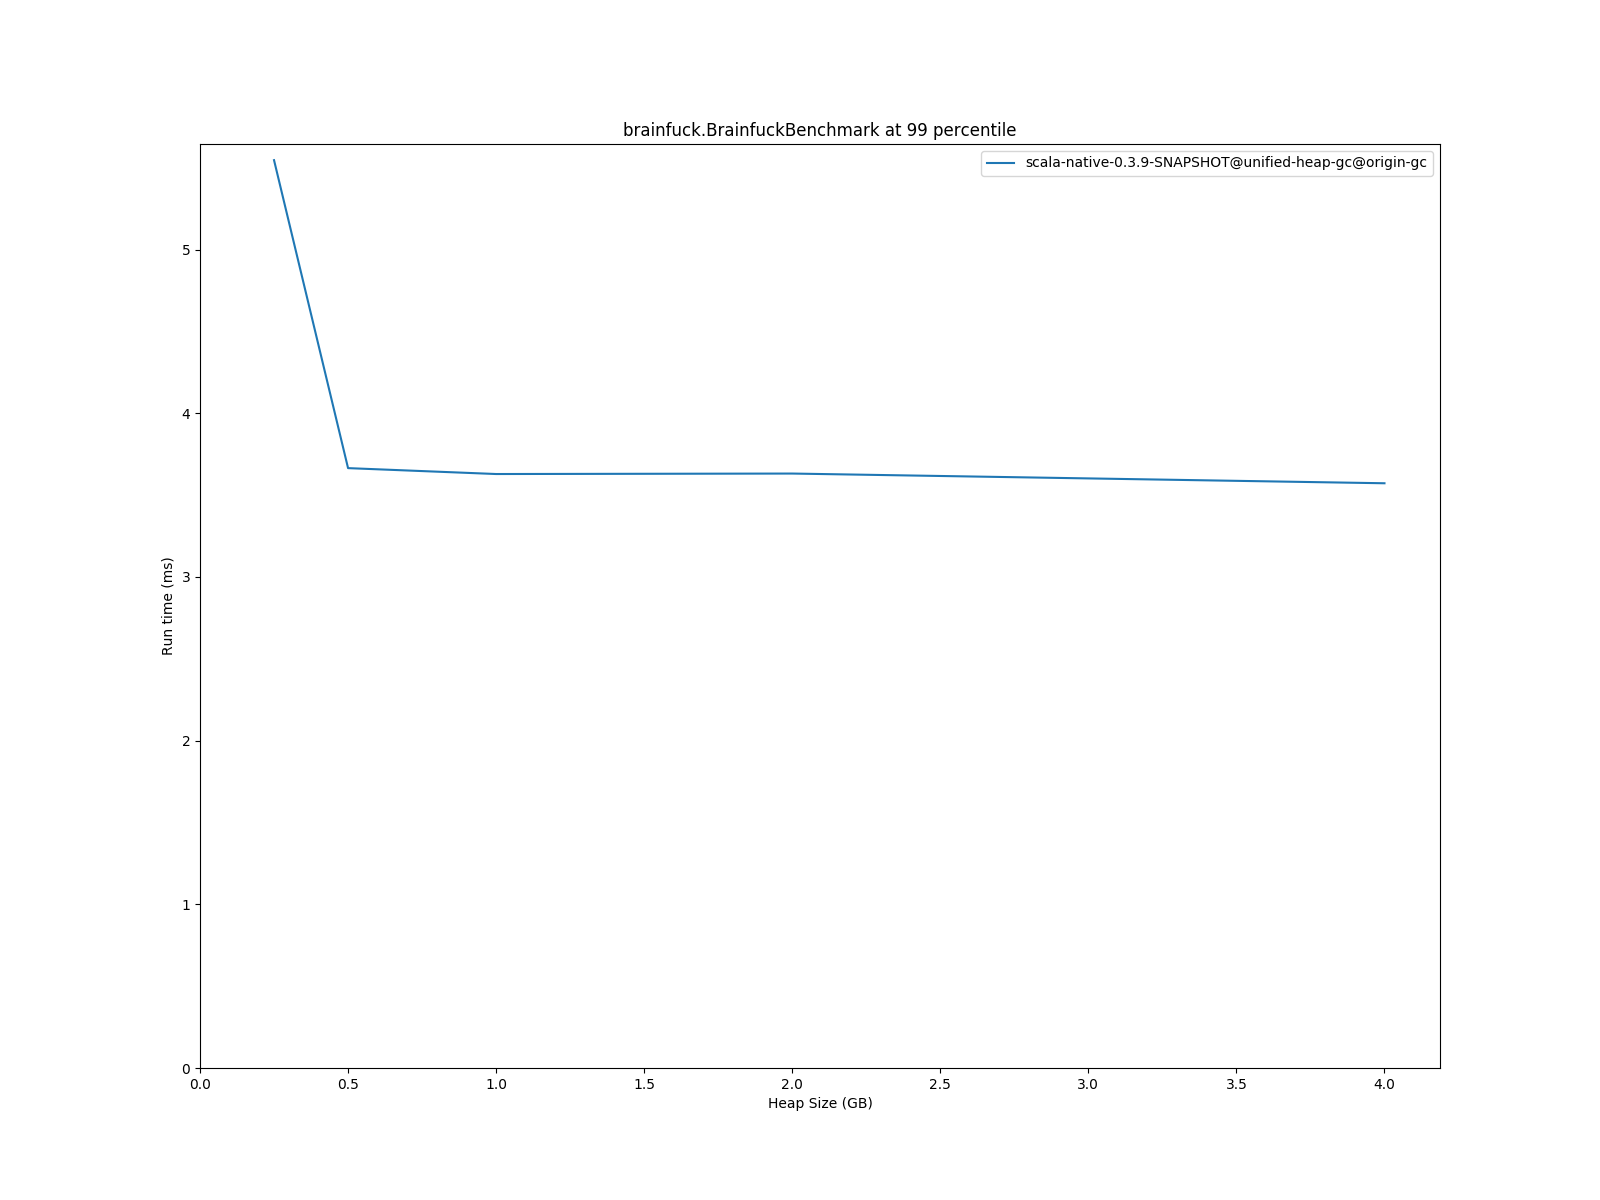 brainfuck.BrainfuckBenchmark at 99 percentile
scala-native-0.3.9-SNAPSHOT@unified-heap-gc@origin-gc
5
4
3
2
1
0
Run time (ms)
0.0 0.5 1.0 1.5 2.0 2.5 3.0 3.5 4.0
Heap Size (GB)